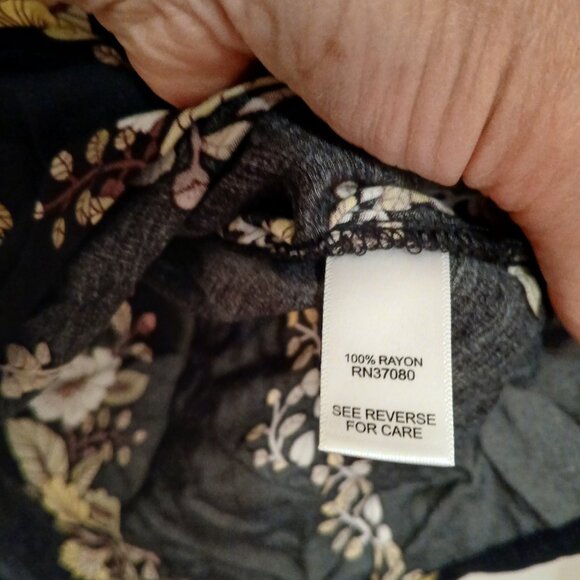 100% RAYON
RN37080
SEE REVERSE
FOR CARE